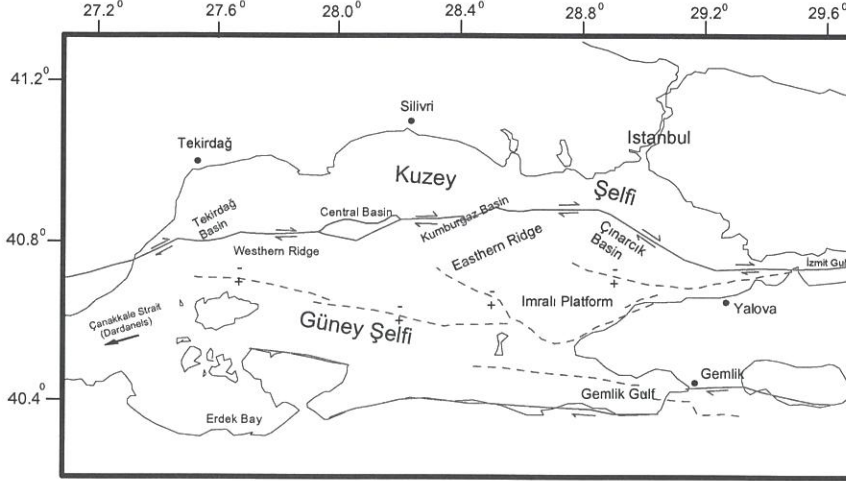 27.2° 27.6° 28.0° 28.4° 28.8° 29.2° 29.6°
41.2°
Silivri
Tekirdağ
Istanbul
Kuzey
Şelfi
Tekirdağ
Basin
Central Basin
Kumburgaz Basin
40.8°
Westhern Ridge
Easthern Ridge
Çınarcık
Basin
İzmit Gulf
Imralı Platform
Yalova
Çanakkale Strait
(Dardanels)
Güney Şelfi
Gemlik
40.4°
Gemlik Gulf
Erdek Bay